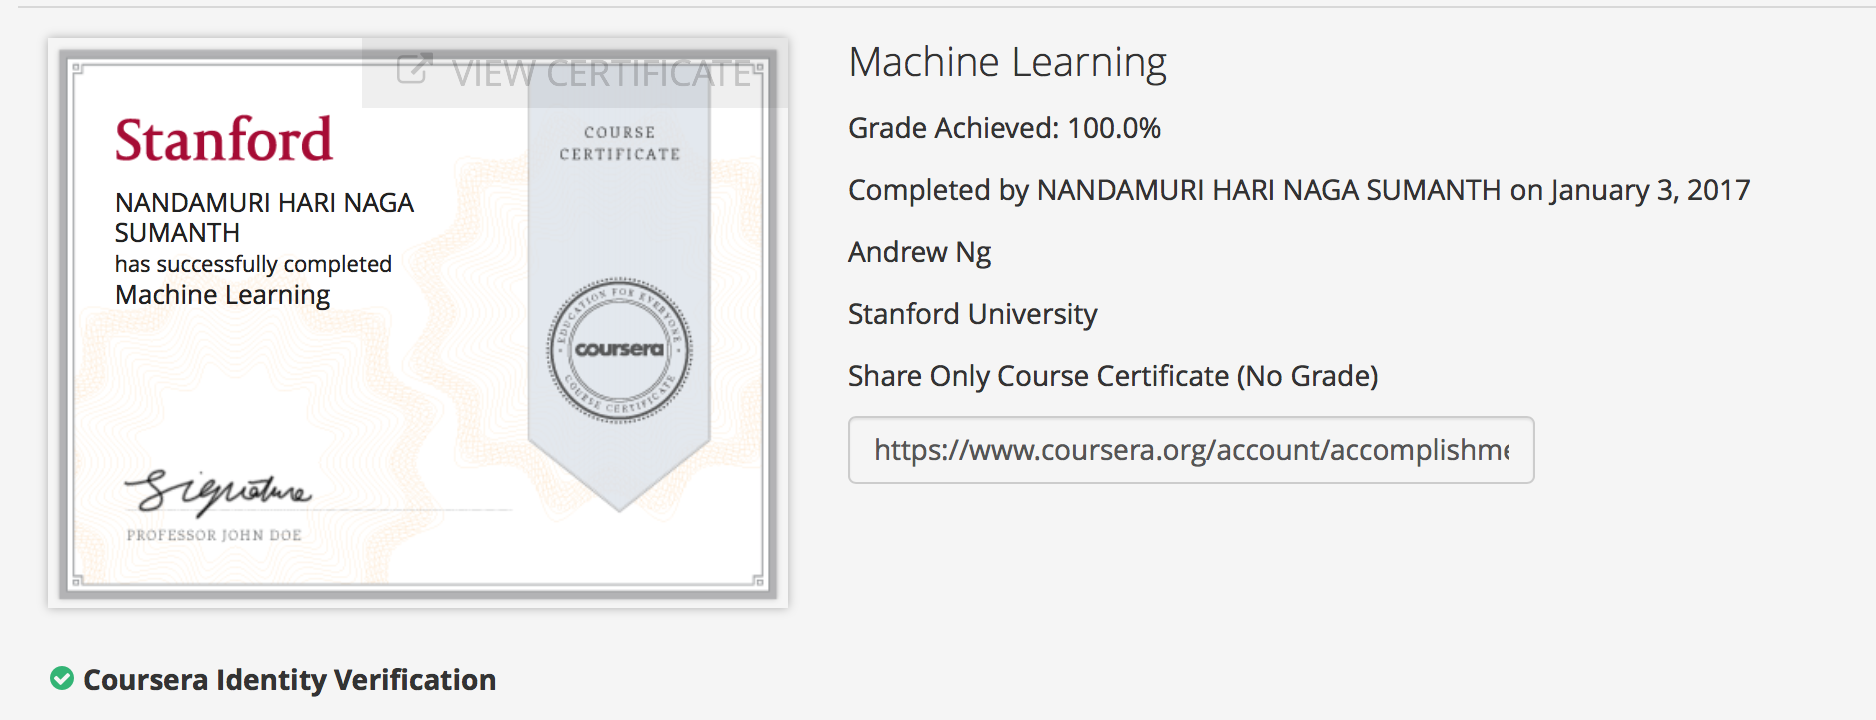 VIEW CERTIFICATE
Stanford
NANDAMURI HARI NAGA
SUMANTH
has successfully completed
Machine Learning
COURSE
CERTIFICATE
EDUCATION FOR EVERYONE
coursera
COURSE CERTIFICATE
Signature
PROFESSOR JOHN DOE
Coursera Identity Verification
Machine Learning
Grade Achieved: 100.0%
Completed by NANDAMURI HARI NAGA SUMANTH on January 3, 2017
Andrew Ng
Stanford University
Share Only Course Certificate (No Grade)
https://www.coursera.org/account/accomplishme